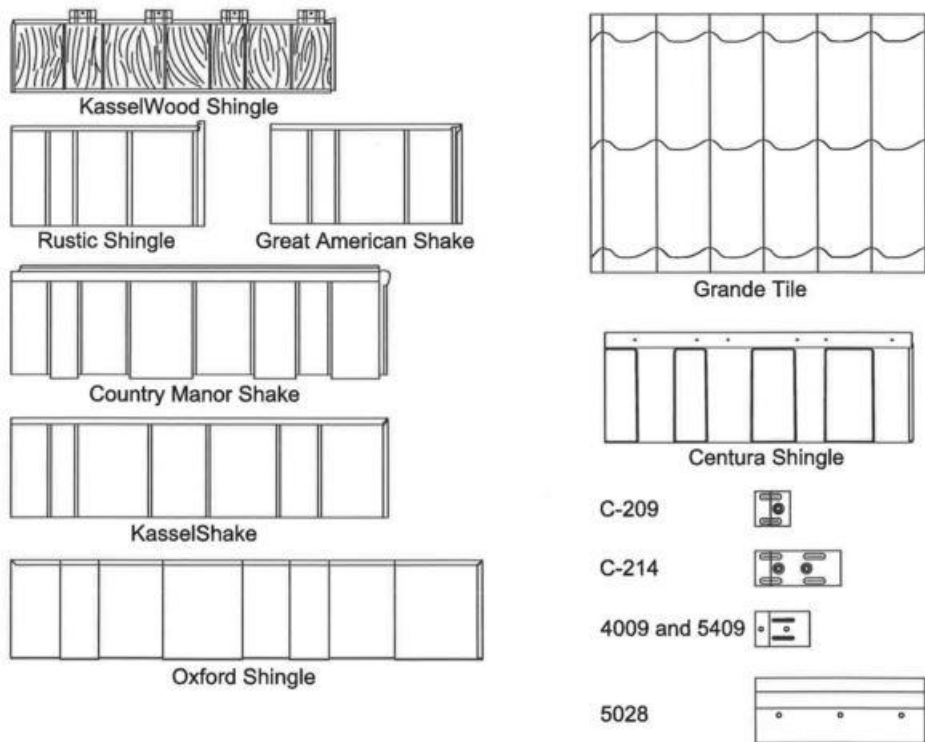 KasselWood Shingle
Rustic Shingle
Great American Shake
Country Manor Shake
KasselShake
Oxford Shingle
Grande Tile
Centura Shingle
C-209
C-214
4009 and 5409
5028